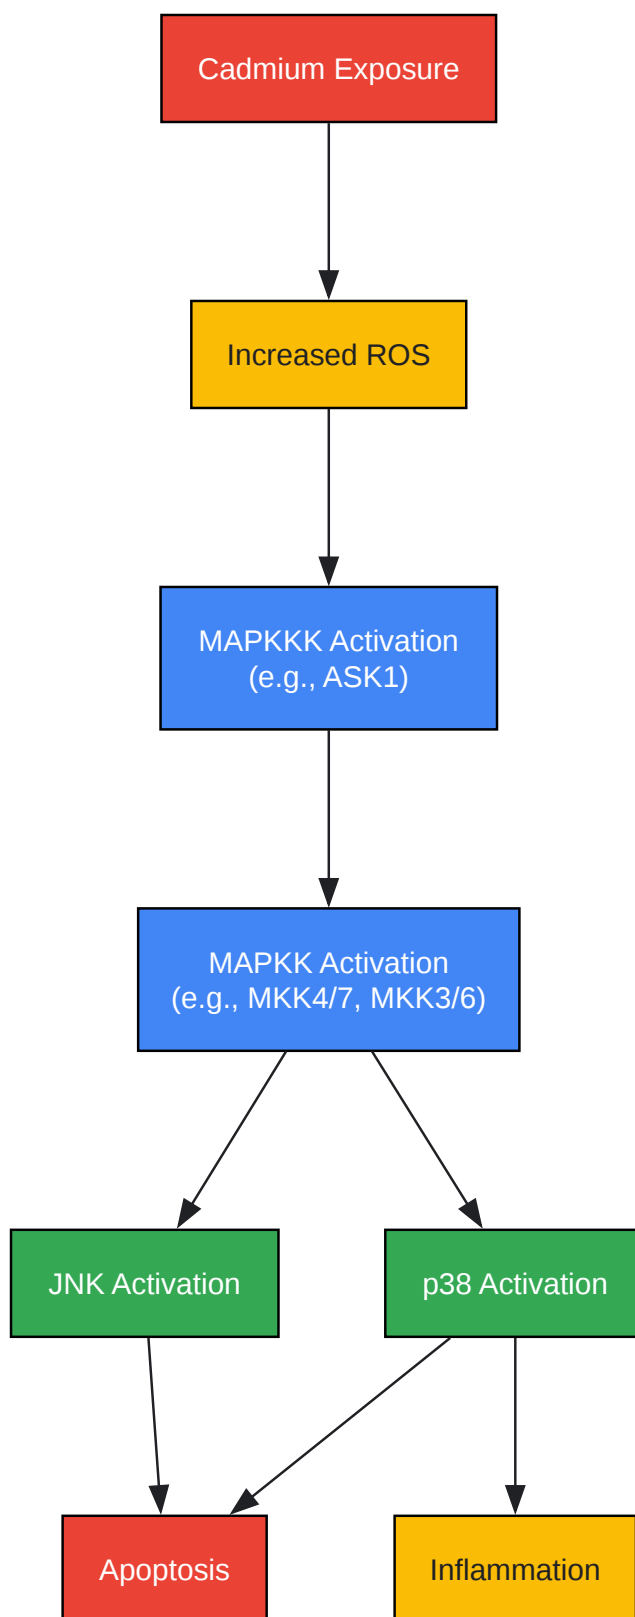 Cadmium Exposure
Increased ROS
MAPKKK Activation
(e.g., ASK1)
MAPKK Activation
(e.g., MKK4/7, MKK3/6)
JNK Activation
p38 Activation
Apoptosis
Inflammation